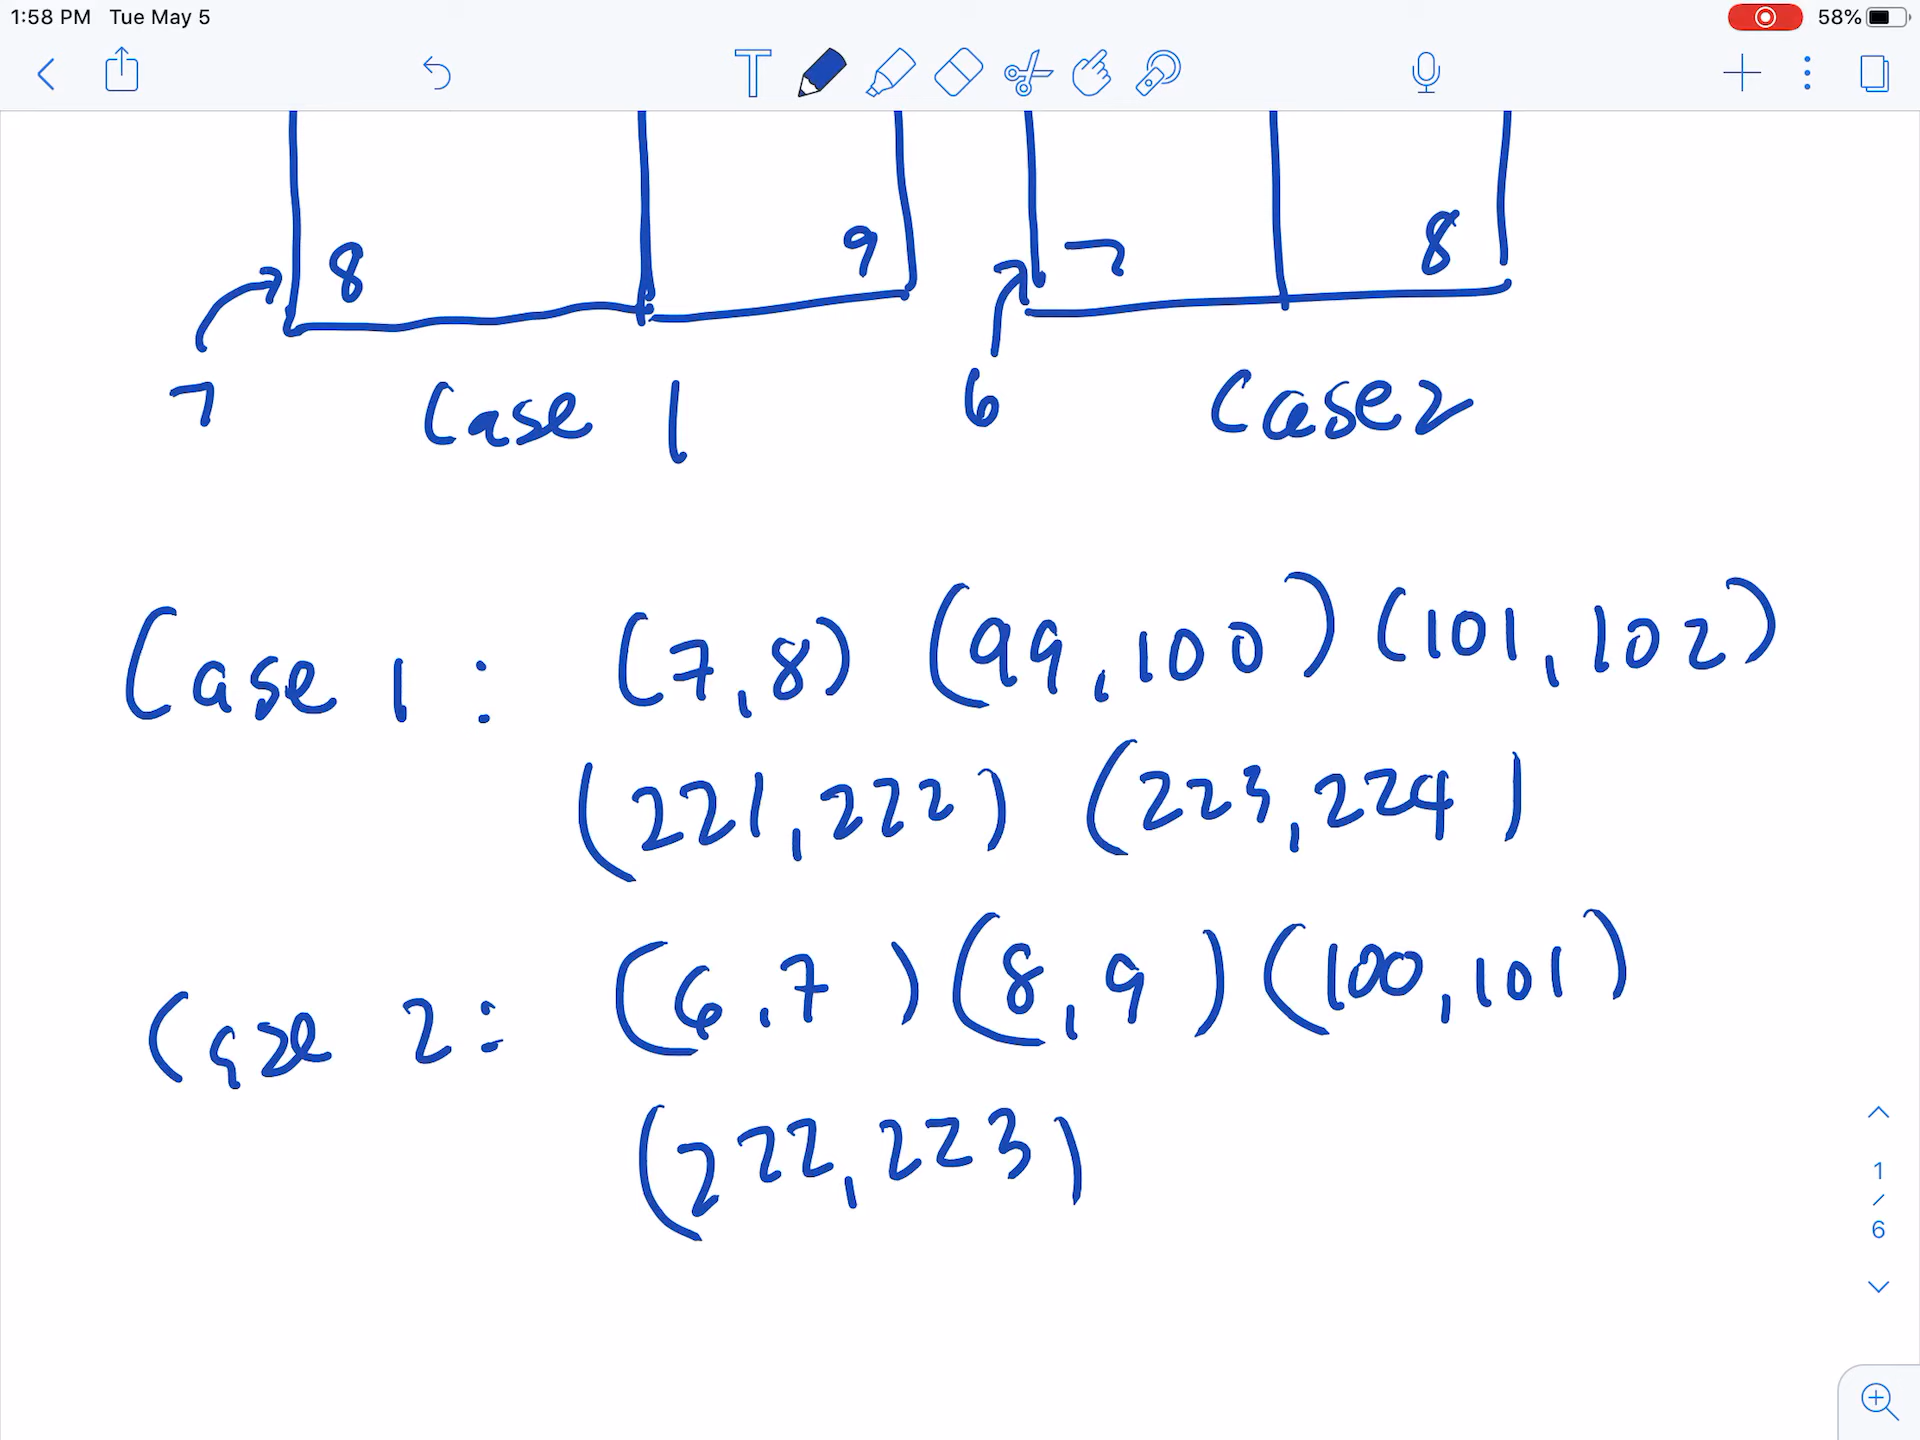 1:58 PM Tue May 5 58%
T
8 9 7 8
7 6
Case 1 Case 2
Case 1: (7,8) (99,100) (101,102)
(221,222) (223,224)
Case 2: (6,7) (8,9) (100,101)
(222,223)
1
/
6